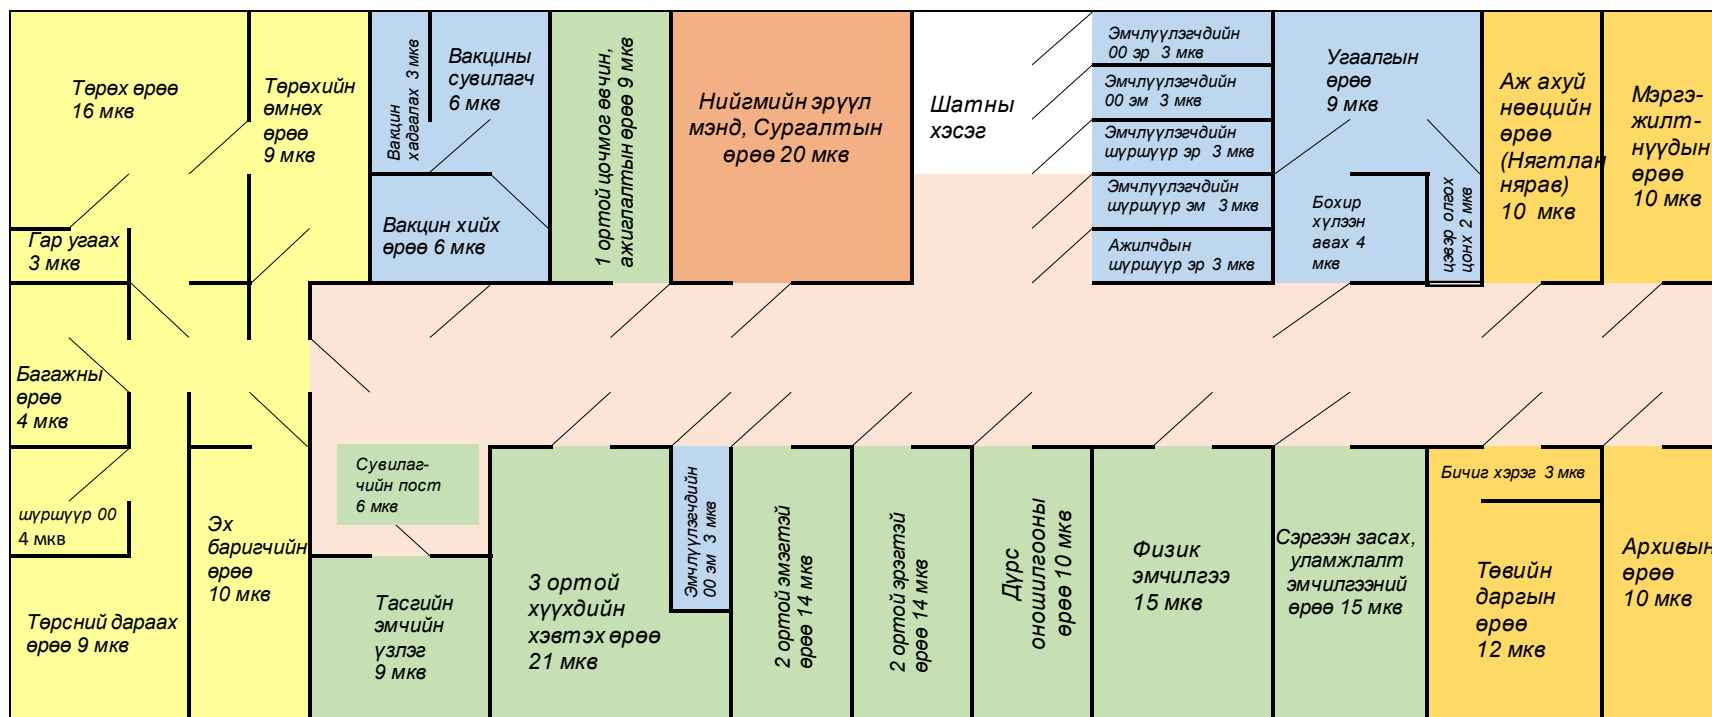 Төрөх өрөө
16 мкв
Төрөхийн
өмнөх
өрөө
9 мкв
Вакцин
хадгалах 3 мкв
Вакцины
сувилагч
6 мкв
1 ортой цочмог өвчин,
ажиглалтын өрөө 9 мкв
Нийгмийн эрүүл
мэнд, Сургалтын
өрөө 20 мкв
Шатны
хэсэг
Эмчлүүлэгчдийн
00 эр 3 мкв
Эмчлүүлэгчдийн
00 эм 3 мкв
Эмчлүүлэгчдийн
шүршүүр эр 3 мкв
Эмчлүүлэгчдийн
шүршүүр эм 3 мкв
Ажилчдын
шүршүүр эр 3 мкв
Угаалгын
өрөө
9 мкв
Бохир
хүлээн
авах 4
мкв
цэвэр олгох
цонх 2 мкв
Аж ахуй
нөөцийн
өрөө
(Нягтлан
нярав)
10 мкв
Мэргэ-
жилт-
нүүдын
өрөө
10 мкв
Гар угаах
3 мкв
Вакцин хийх
өрөө 6 мкв
Багажны
өрөө
4 мкв
шүршүүр 00
4 мкв
Төрсний дараах
өрөө 9 мкв
Эх
баригчийн
өрөө
10 мкв
Сувилаг-
чийн пост
6 мкв
Тасгийн
эмчийн
үзлэг
9 мкв
3 ортой
хүүхдийн
хэвтэх өрөө
21 мкв
Эмчлүүлэгчдийн
00 эм 3 мкв
2 ортой эмэгтэй
өрөө 14 мкв
2 ортой эрэгтэй
өрөө 14 мкв
Дүрс
оношилгооны
өрөө 10 мкв
Физик
эмчилгээ
15 мкв
Сэргээн засах,
уламжлалт
эмчилгээний
өрөө 15 мкв
Бичиг хэрэг 3 мкв
Төвийн
даргын
өрөө
12 мкв
Архивын
өрөө
10 мкв